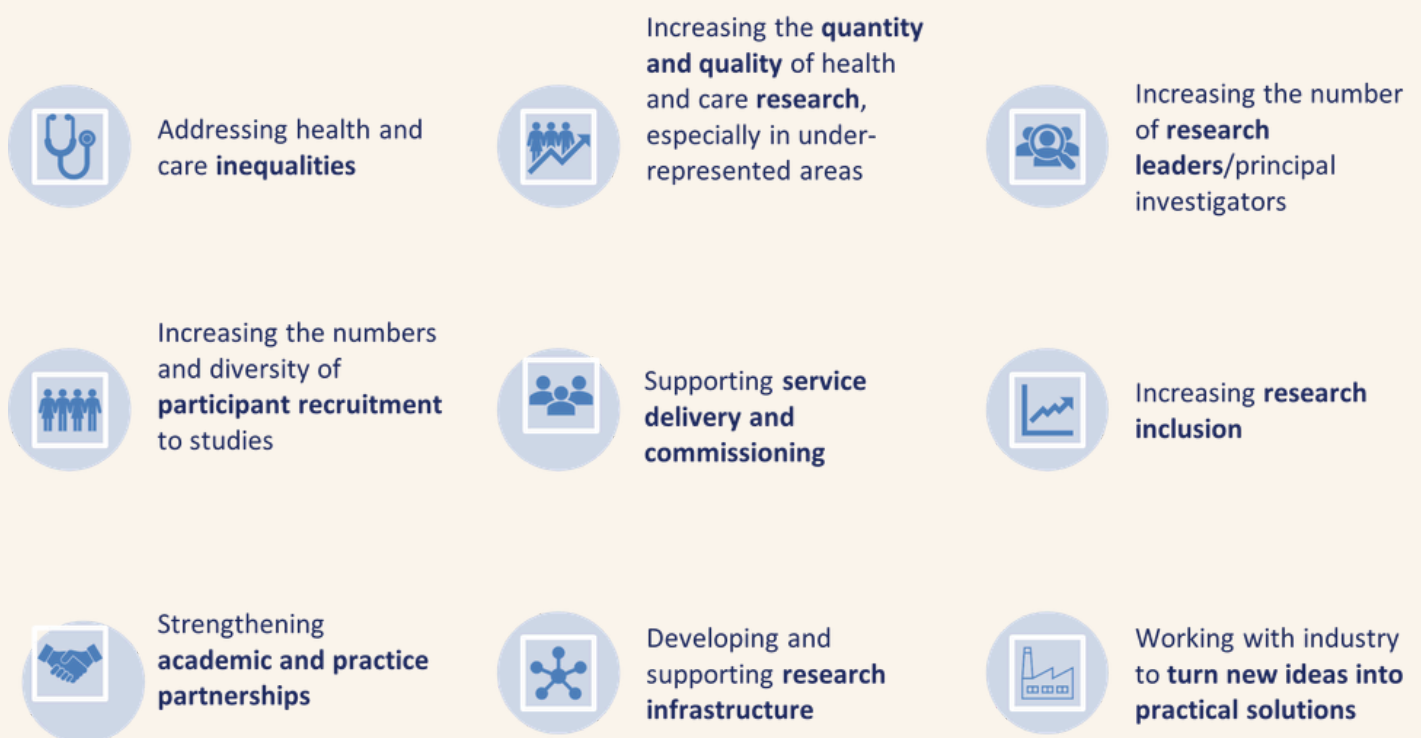 Addressing health and
care inequalities
Increasing the quantity
and quality of health
and care research,
especially in under-
represented areas
Increasing the number
of research
leaders/principal
investigators
Increasing the numbers
and diversity of
participant recruitment
to studies
Supporting service
delivery and
commissioning
Increasing research
inclusion
Strengthening
academic and practice
partnerships
Developing and
supporting research
infrastructure
Working with industry
to turn new ideas into
practical solutions